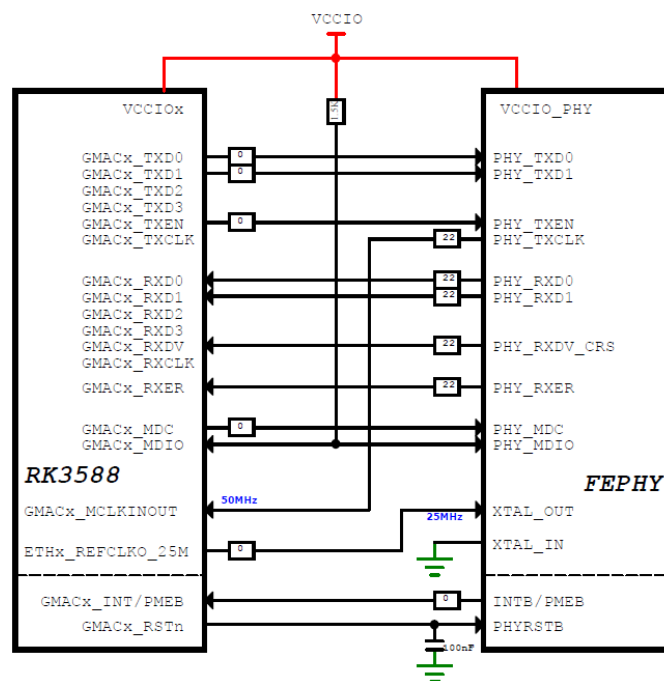 VCCIO
VCCIOx
VCCIO_PHY
GMACx_TXD0
0
PHY_TXD0
GMACx_TXD1
0
PHY_TXD1
GMACx_TXD2
GMACx_TXD3
GMACx_TXEN
0
PHY_TXEN
GMACx_TXCLK
22
PHY_TXCLK
GMACx_RXD0
22
PHY_RXD0
GMACx_RXD1
22
PHY_RXD1
GMACx_RXD2
GMACx_RXD3
GMACx_RXDV
22
PHY_RXDV_CRS
GMACx_RXCLK
GMACx_RXER
22
PHY_RXER
GMACx_MDC
0
PHY_MDC
GMACx_MDIO
PHY_MDIO
RK3588
FEPHY
GMACx_MCLKINOUT
50MHz
25MHz
XTAL_OUT
ETHx_REFCLKO_25M
0
XTAL_IN
GMACx_INT/PMEB
0
INTB/PMEB
GMACx_RSTn
PHYRSTB
100nF